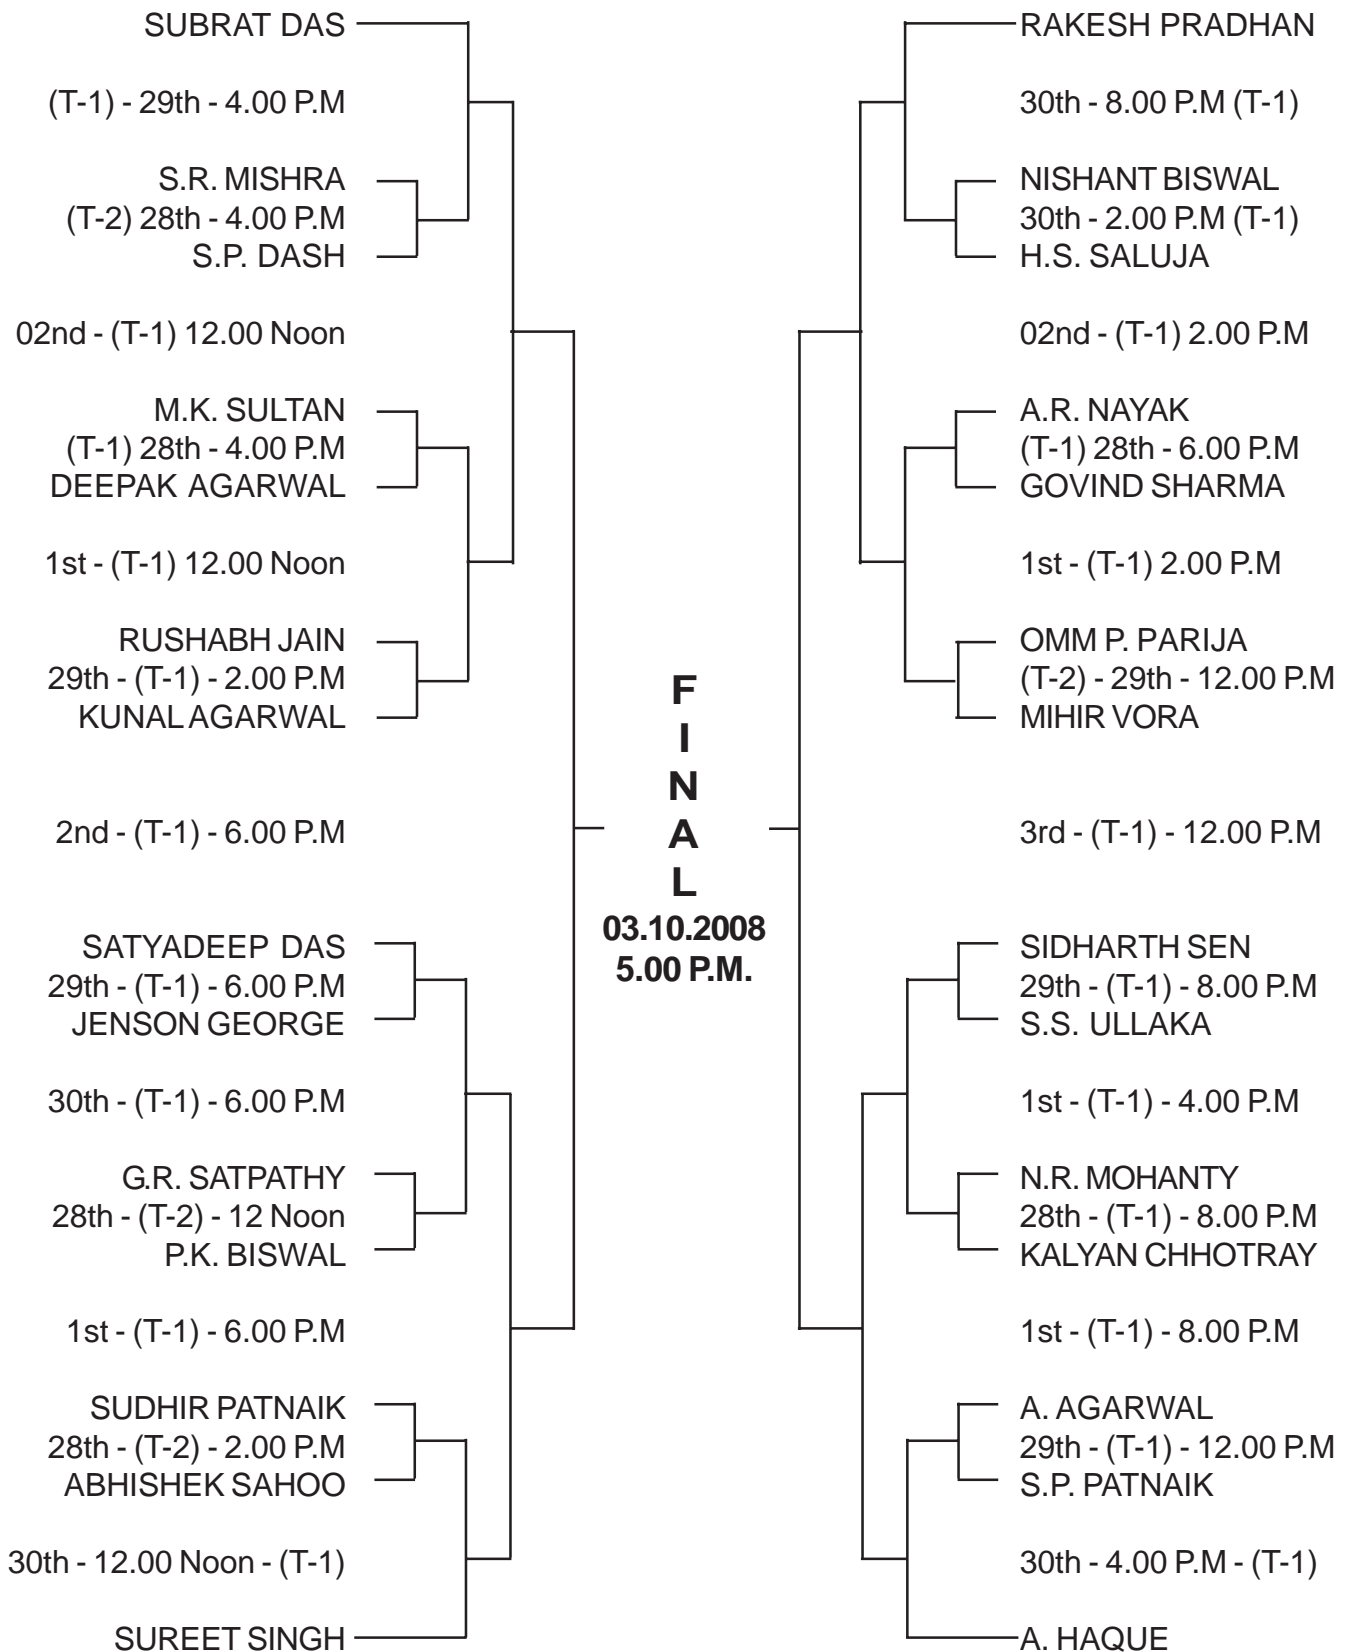 SUBRAT DAS
(T-1) - 29th - 4.00 P.M
S.R. MISHRA
(T-2) 28th - 4.00 P.M
S.P. DASH
02nd - (T-1) 12.00 Noon
M.K. SULTAN
(T-1) 28th - 4.00 P.M
DEEPAK AGARWAL
1st - (T-1) 12.00 Noon
RUSHABH JAIN
29th - (T-1) - 2.00 P.M
KUNAL AGARWAL
2nd - (T-1) - 6.00 P.M
SATYADEEP DAS
29th - (T-1) - 6.00 P.M
JENSON GEORGE
30th - (T-1) - 6.00 P.M
G.R. SATPATHY
28th - (T-2) - 12 Noon
P.K. BISWAL
1st - (T-1) - 6.00 P.M
SUDHIR PATNAIK
28th - (T-2) - 2.00 P.M
ABHISHEK SAHOO
30th - 12.00 Noon - (T-1)
SUREET SINGH
F
I
N
A
L
03.10.2008
5.00 P.M.
RAKESH PRADHAN
30th - 8.00 P.M (T-1)
NISHANT BISWAL
30th - 2.00 P.M (T-1)
H.S. SALUJA
02nd - (T-1) 2.00 P.M
A.R. NAYAK
(T-1) 28th - 6.00 P.M
GOVIND SHARMA
1st - (T-1) 2.00 P.M
OMM P. PARIJA
(T-2) - 29th - 12.00 P.M
MIHIR VORA
3rd - (T-1) - 12.00 P.M
SIDHARTH SEN
29th - (T-1) - 8.00 P.M
S.S. ULLAKA
1st - (T-1) - 4.00 P.M
N.R. MOHANTY
28th - (T-1) - 8.00 P.M
KALYAN CHHOTRAY
1st - (T-1) - 8.00 P.M
A. AGARWAL
29th - (T-1) - 12.00 P.M
S.P. PATNAIK
30th - 4.00 P.M - (T-1)
A. HAQUE